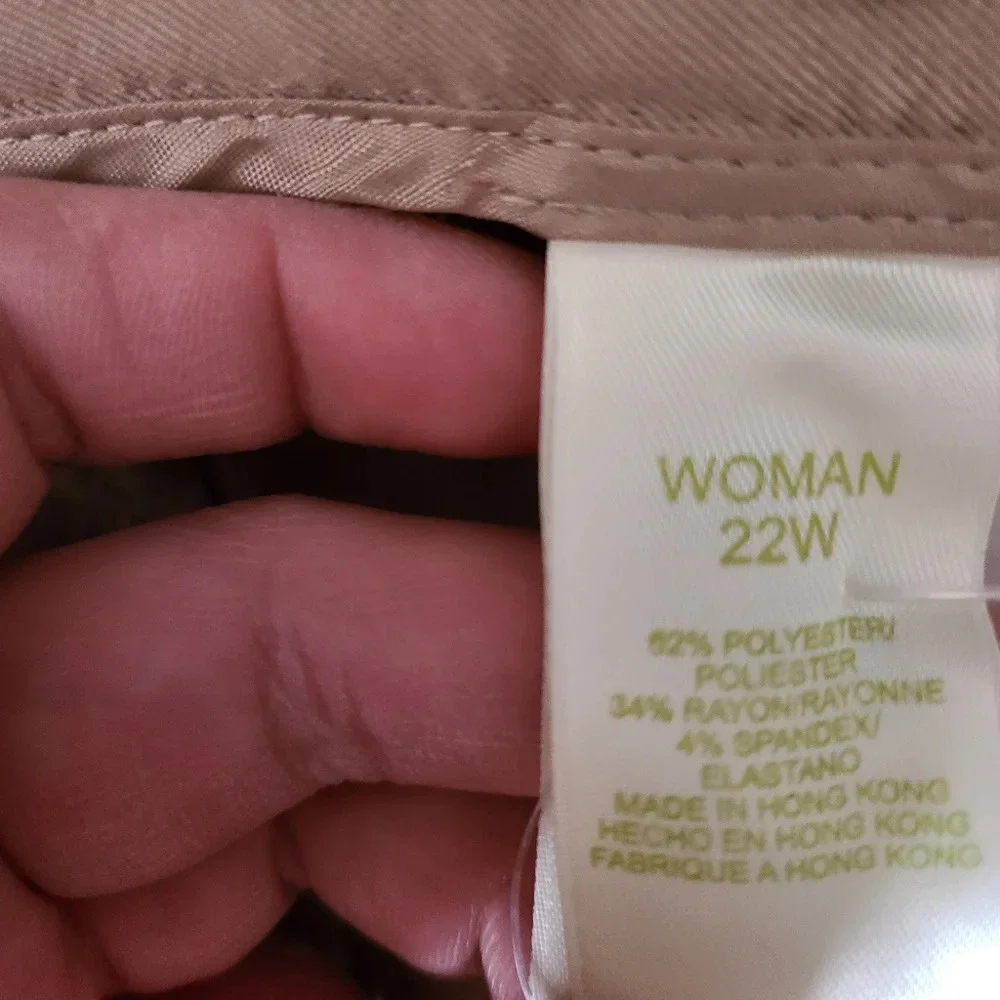 WOMAN
22W
62% POLYESTER/
POLIESTER
34% RAYON/RAYONNE
4% SPANDEX/
ELASTANO
MADE IN HONG KONG
HECHO EN HONG KONG
FABRIQUE A HONG KONG